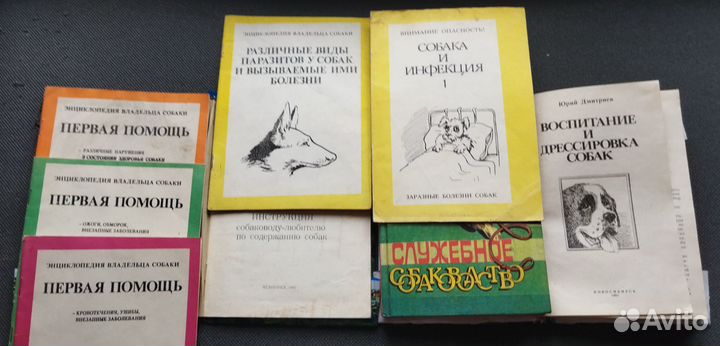 ЭНЦИКЛОПЕДИЯ ВЛАДЕЛЬЦА СОБАКИ
ПЕРВАЯ ПОМОЩЬ
– РАЗЛИЧНЫЕ НАРУШЕНИЯ
В СОСТОЯНИИ ЗДОРОВЬЯ СОБАКИ
ЭНЦИКЛОПЕДИЯ ВЛАДЕЛЬЦА СОБАКИ
ПЕРВАЯ ПОМОЩЬ
– ОЖОГИ, ОБМОРОК,
ВНЕЗАПНЫЕ ЗАБОЛЕВАНИЯ
ЭНЦИКЛОПЕДИЯ ВЛАДЕЛЬЦА СОБАКИ
ПЕРВАЯ ПОМОЩЬ
– КРОВОТЕЧЕНИЯ, УШИБЫ,
ВНЕЗАПНЫЕ ЗАБОЛЕВАНИЯ
ЭНЦИКЛОПЕДИЯ ВЛАДЕЛЬЦА СОБАКИ
РАЗЛИЧНЫЕ ВИДЫ
ПАРАЗИТОВ У СОБАК
И ВЫЗЫВАЕМЫЕ ИМИ
БОЛЕЗНИ
ИНСТРУКЦИЯ
собаководу-любителю
по содержанию собак
ВНИМАНИЕ ОПАСНОСТЬ!
СОБАКА
И
ИНФЕКЦИЯ
1
ЗАРАЗНЫЕ БОЛЕЗНИ СОБАК
СЛУЖЕБНОЕ
СОБАКОВОДСТВО
Юрий Дмитриев
ВОСПИТАНИЕ
И
ДРЕССИРОВКА
СОБАК
НОВОСИБИРСК
Avito